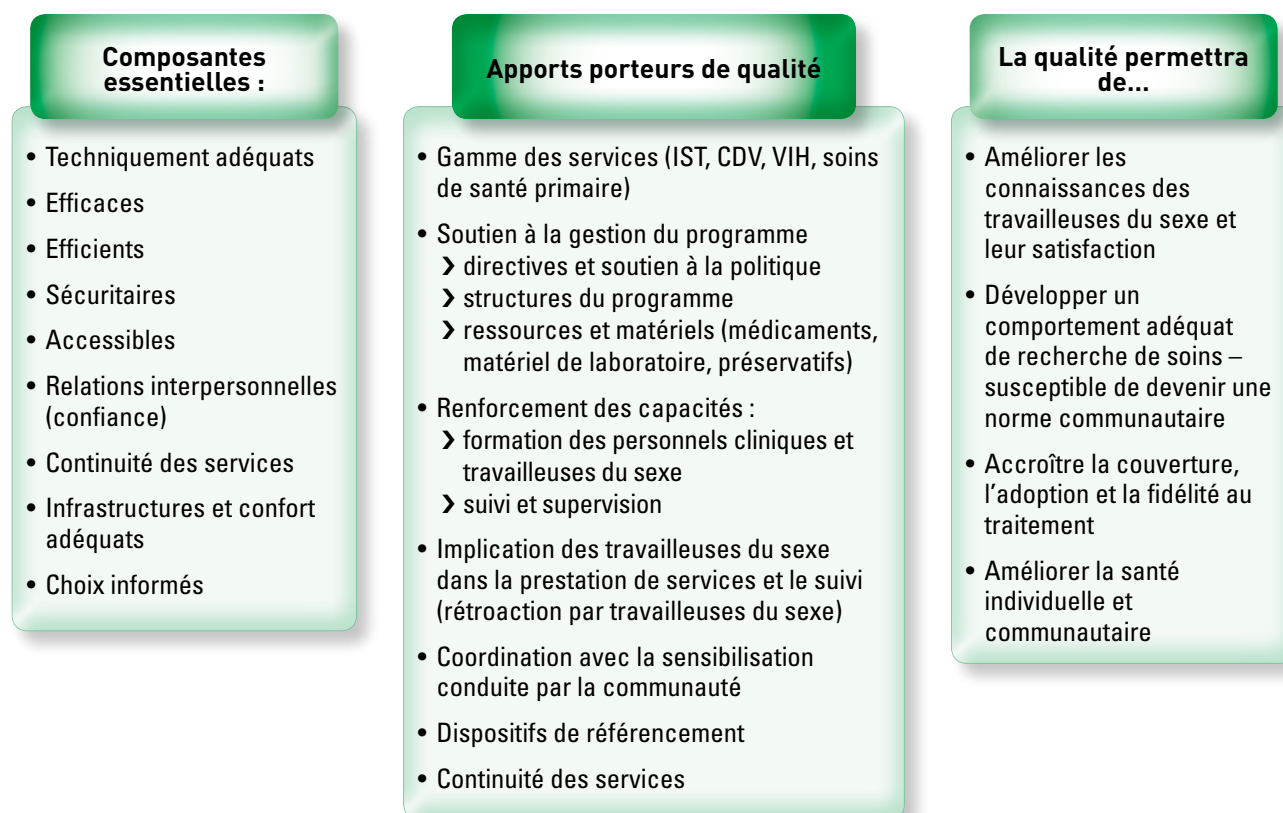 Composantes
essentielles :
• Techniquement adéquats
• Efficaces
• Efficients
• Sécuritaires
• Accessibles
• Relations interpersonnelles
(confiance)
• Continuité des services
• Infrastructures et confort
adéquats
• Choix informés
Apports porteurs de qualité
• Gamme des services (IST, CDV, VIH, soins
de santé primaire)
• Soutien à la gestion du programme
❯ directives et soutien à la politique
❯ structures du programme
❯ ressources et matériels (médicaments,
matériel de laboratoire, préservatifs)
• Renforcement des capacités :
❯ formation des personnels cliniques et
travailleuses du sexe
❯ suivi et supervision
• Implication des travailleuses du sexe
dans la prestation de services et le suivi
(rétroaction par travailleuses du sexe)
• Coordination avec la sensibilisation
conduite par la communauté
• Dispositifs de référencement
• Continuité des services
La qualité permettra
de...
• Améliorer les
connaissances des
travailleuses du sexe et
leur satisfaction
• Développer un
comportement adéquat
de recherche de soins –
susceptible de devenir une
norme communautaire
• Accroître la couverture,
l’adoption et la fidélité au
traitement
• Améliorer la santé
individuelle et
communautaire